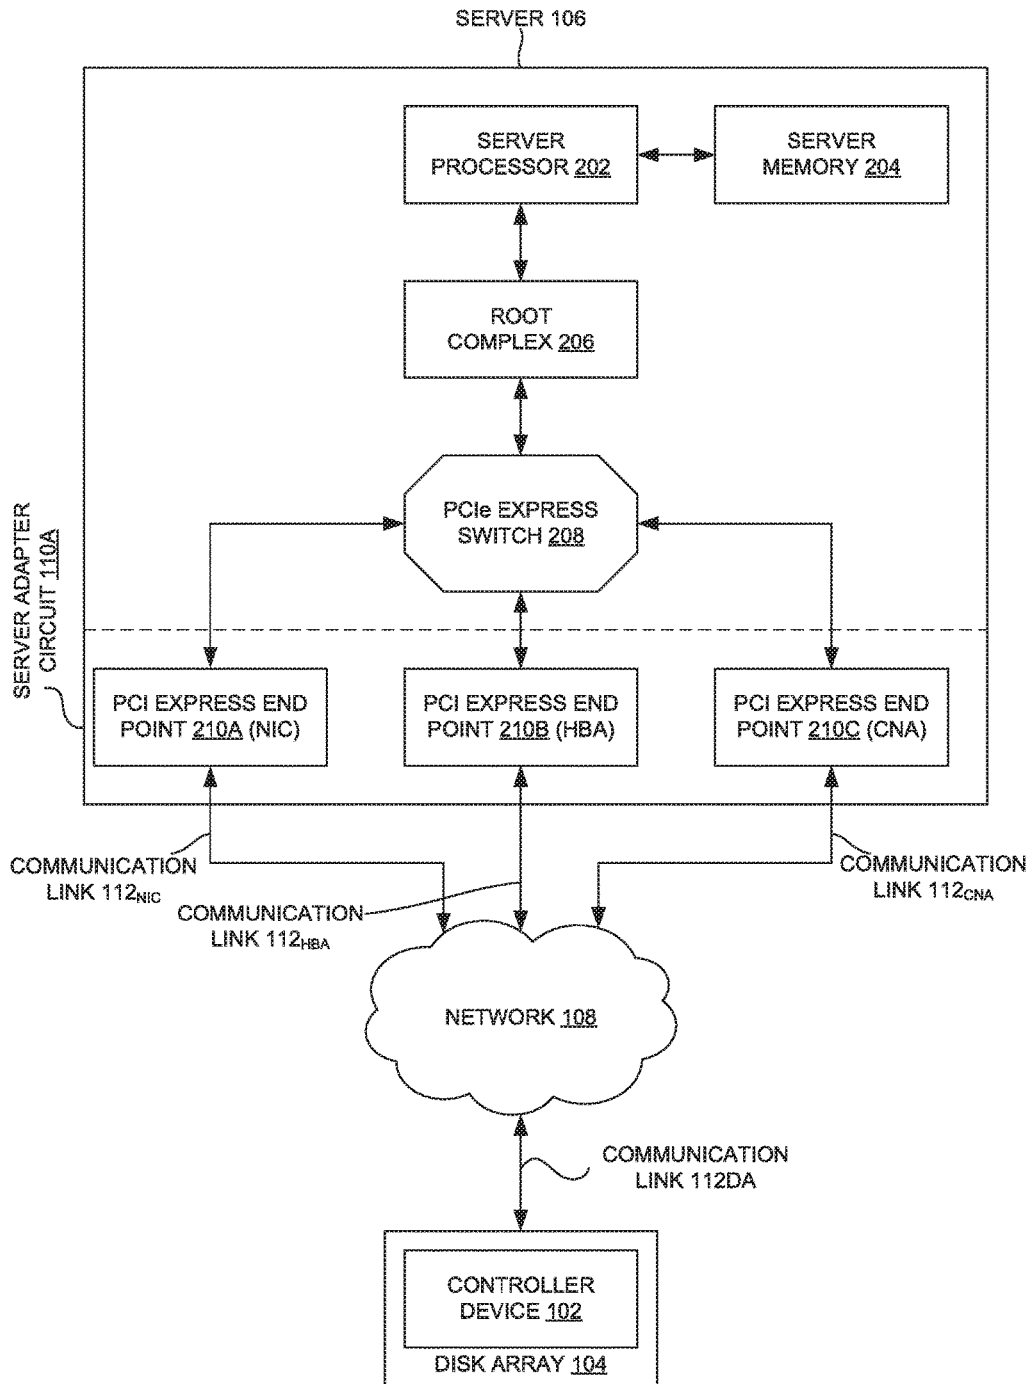 SERVER 106
SERVER
PROCESSOR 202
SERVER
MEMORY 204
ROOT
COMPLEX 206
PCIe EXPRESS
SWITCH 208
SERVER ADAPTER
CIRCUIT 110A
PCI EXPRESS END
POINT 210A (NIC)
PCI EXPRESS END
POINT 210B (HBA)
PCI EXPRESS END
POINT 210C (CNA)
COMMUNICATION
LINK 112NIC
COMMUNICATION
LINK 112HBA
COMMUNICATION
LINK 112CNA
NETWORK 108
COMMUNICATION
LINK 112DA
CONTROLLER
DEVICE 102
DISK ARRAY 104